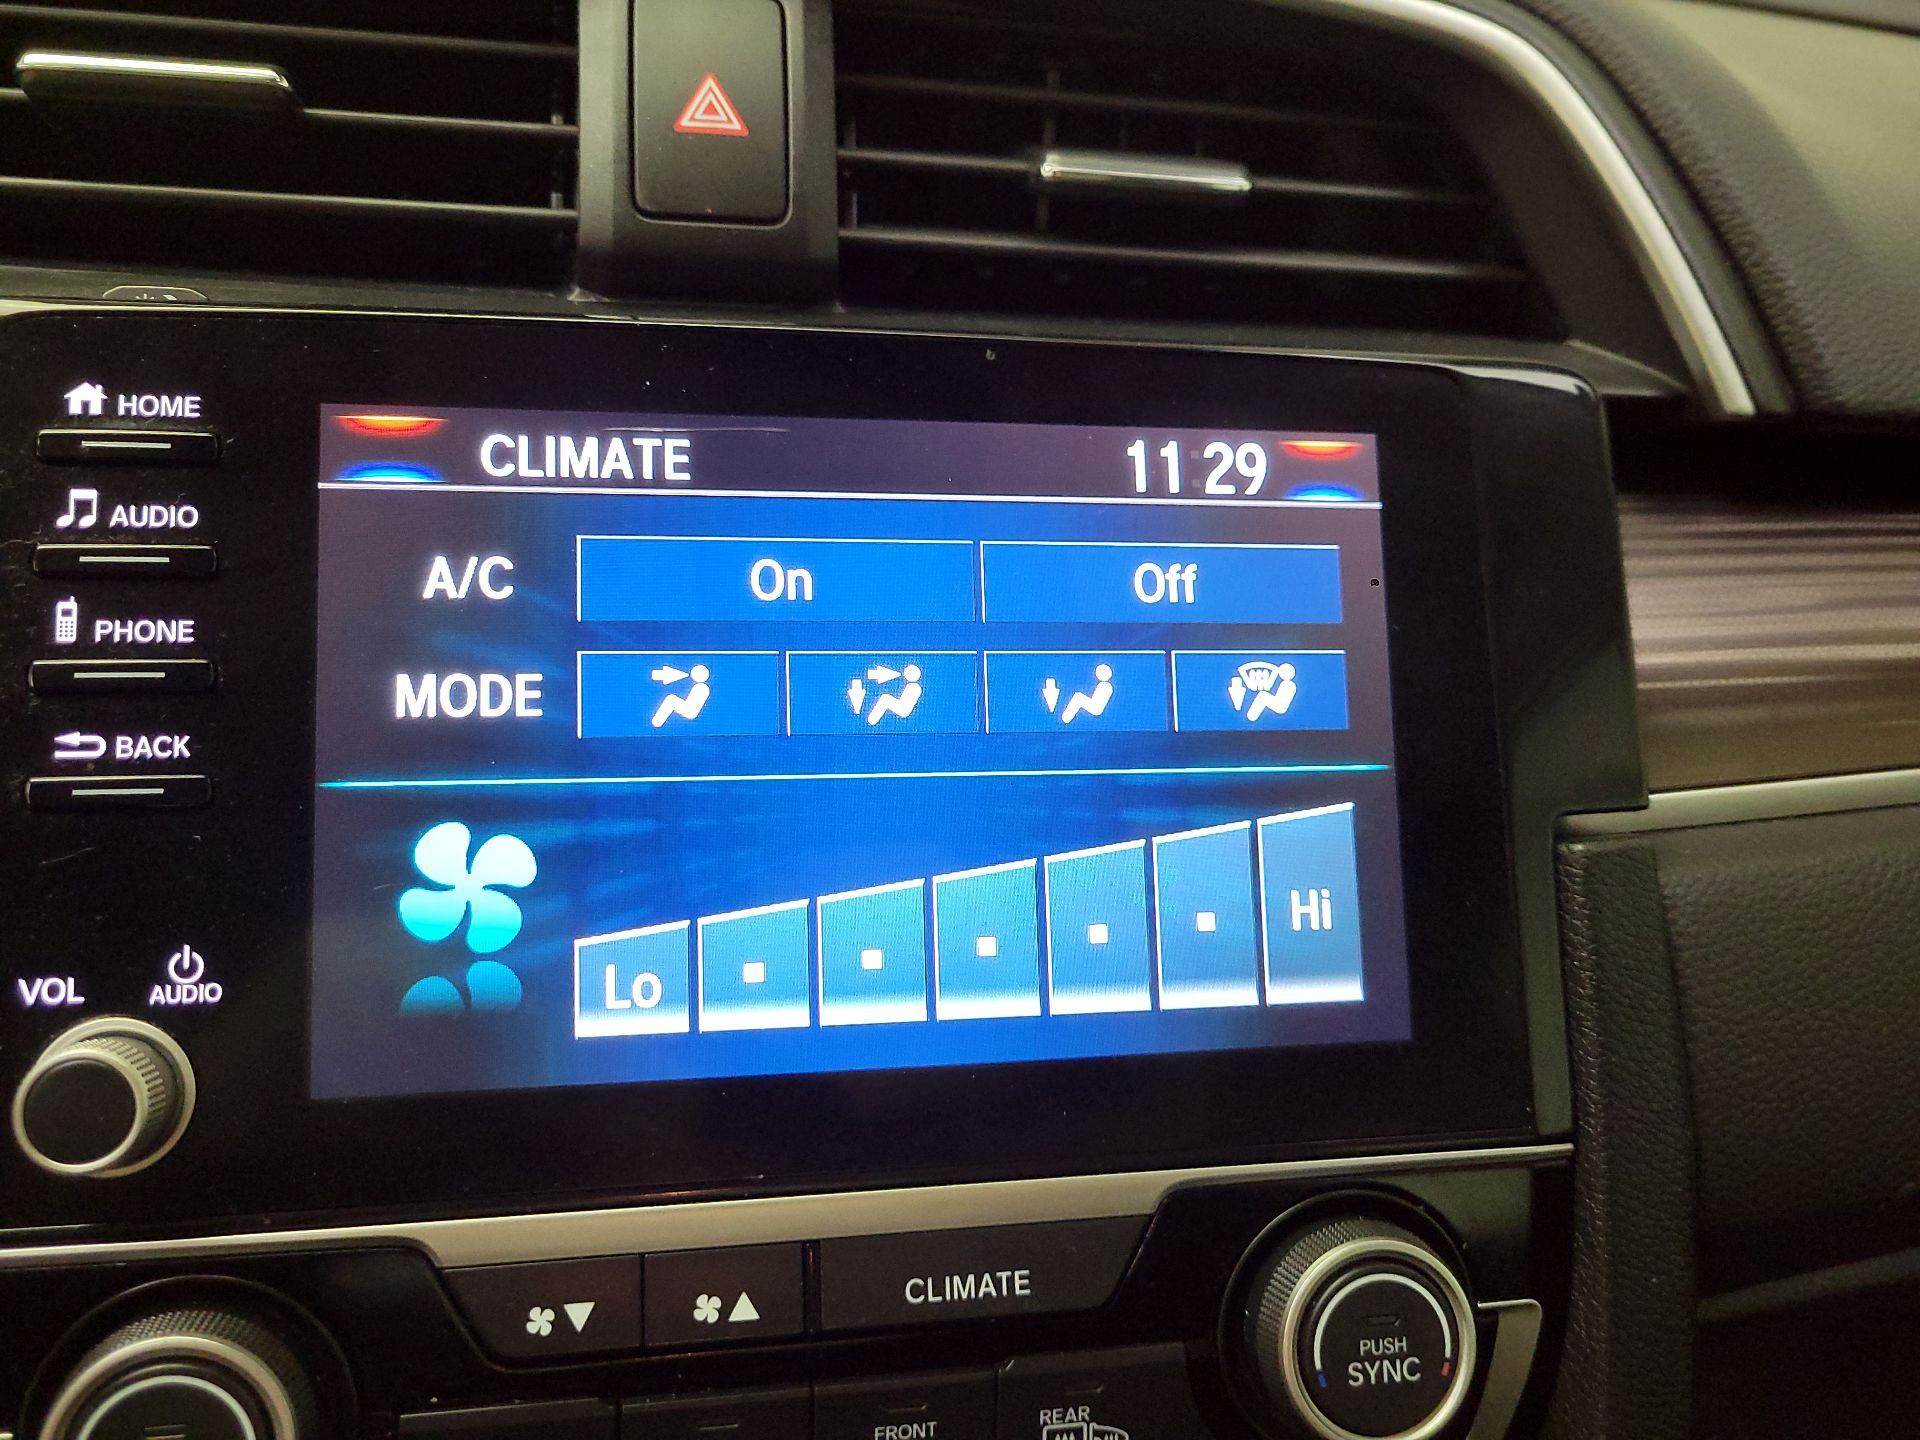 HOME
AUDIO
PHONE
BACK
VOL
AUDIO
CLIMATE 11:29
A/C On Off
MODE
Lo Hi
CLIMATE
PUSH
SYNC
FRONT
REAR